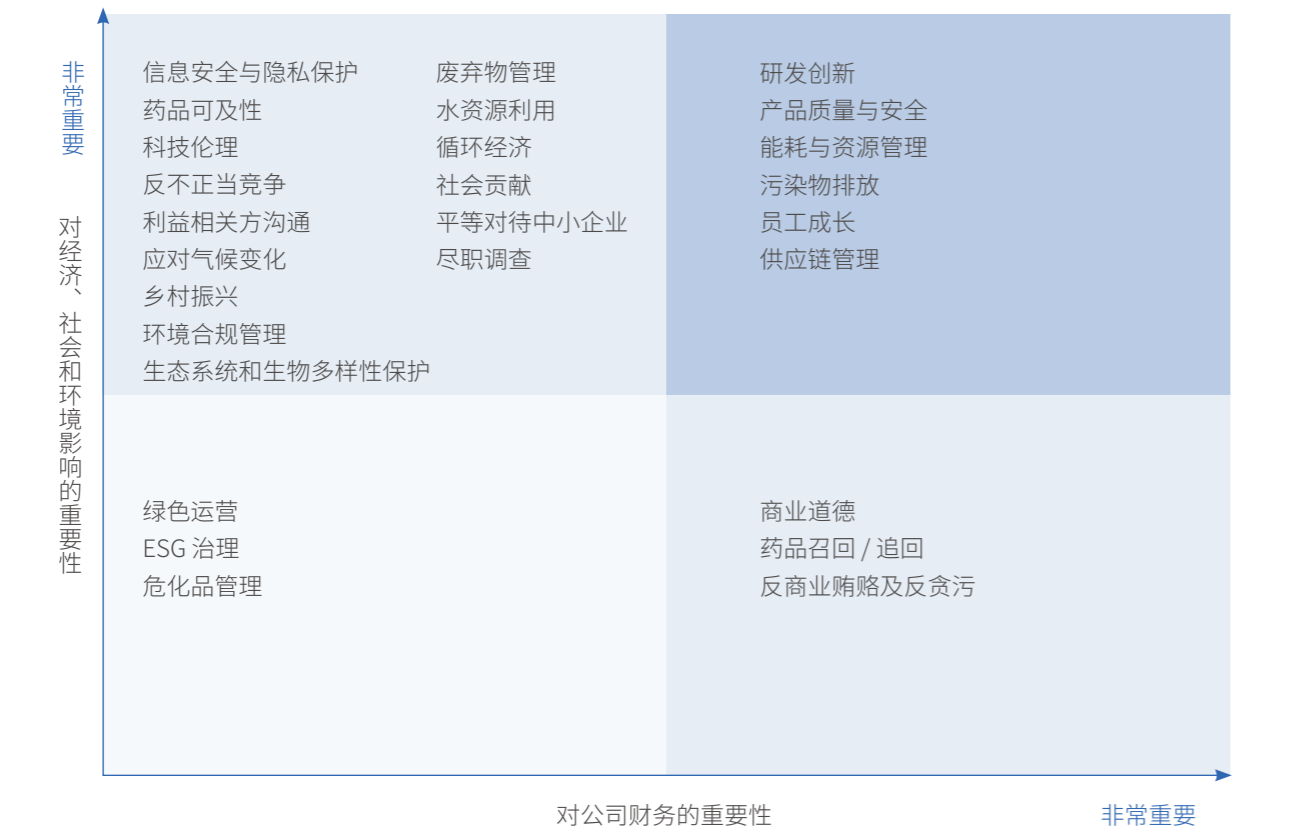 非常重要
对经济、社会和环境影响的重要性
信息安全与隐私保护
药品可及性
科技伦理
反不正当竞争
利益相关方沟通
应对气候变化
乡村振兴
环境合规管理
生态系统和生物多样性保护
废弃物管理
水资源利用
循环经济
社会贡献
平等对待中小企业
尽职调查
研发创新
产品质量与安全
能耗与资源管理
污染物排放
员工成长
供应链管理
绿色运营
ESG 治理
危化品管理
商业道德
药品召回 / 追回
反商业贿赂及反贪污
对公司财务的重要性
非常重要